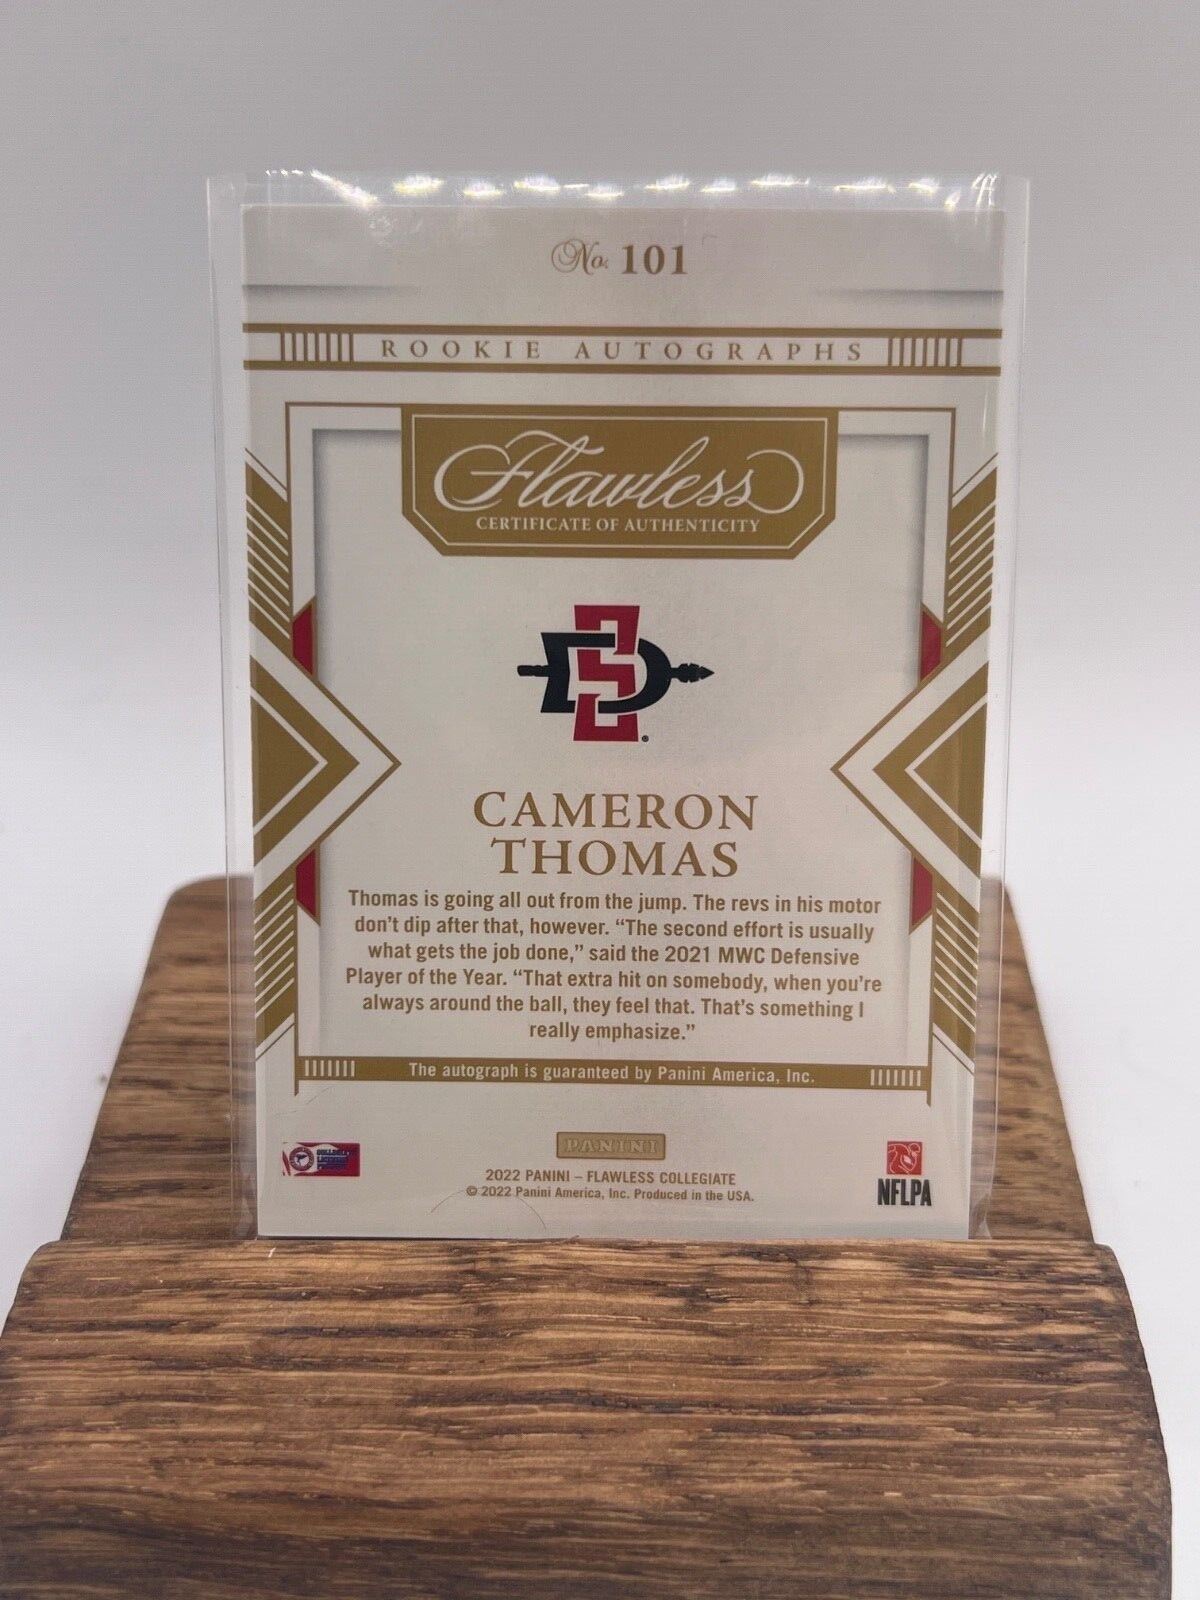 No. 101
ROOKIE AUTOGRAPHS
Flawless
CERTIFICATE OF AUTHENTICITY
SD
CAMERON
THOMAS
Thomas is going all out from the jump. The revs in his motor
don't dip after that, however. “The second effort is usually
what gets the job done,” said the 2021 MWC Defensive
Player of the Year. “That extra hit on somebody, when you're
always around the ball, they feel that. That's something I
really emphasize.”
The autograph is guaranteed by Panini America, Inc.
PANINI
2022 PANINI – FLAWLESS COLLEGIATE
© 2022 Panini America, Inc. Produced in the USA.
NFLPA